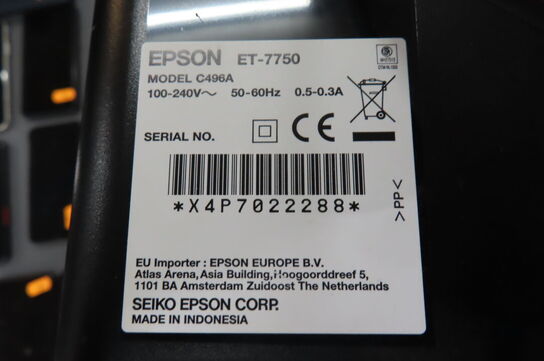 EPSON ET-7750
MODEL C496A
100-240V~ 50-60Hz 0.5-0.3A
SERIAL NO.
CE
*X4P7022288*
>PP<
EU Importer : EPSON EUROPE B.V.
Atlas Arena, Asia Building, Hoogoorddreef 5,
1101 BA Amsterdam Zuidoost The Netherlands
SEIKO EPSON CORP.
MADE IN INDONESIA